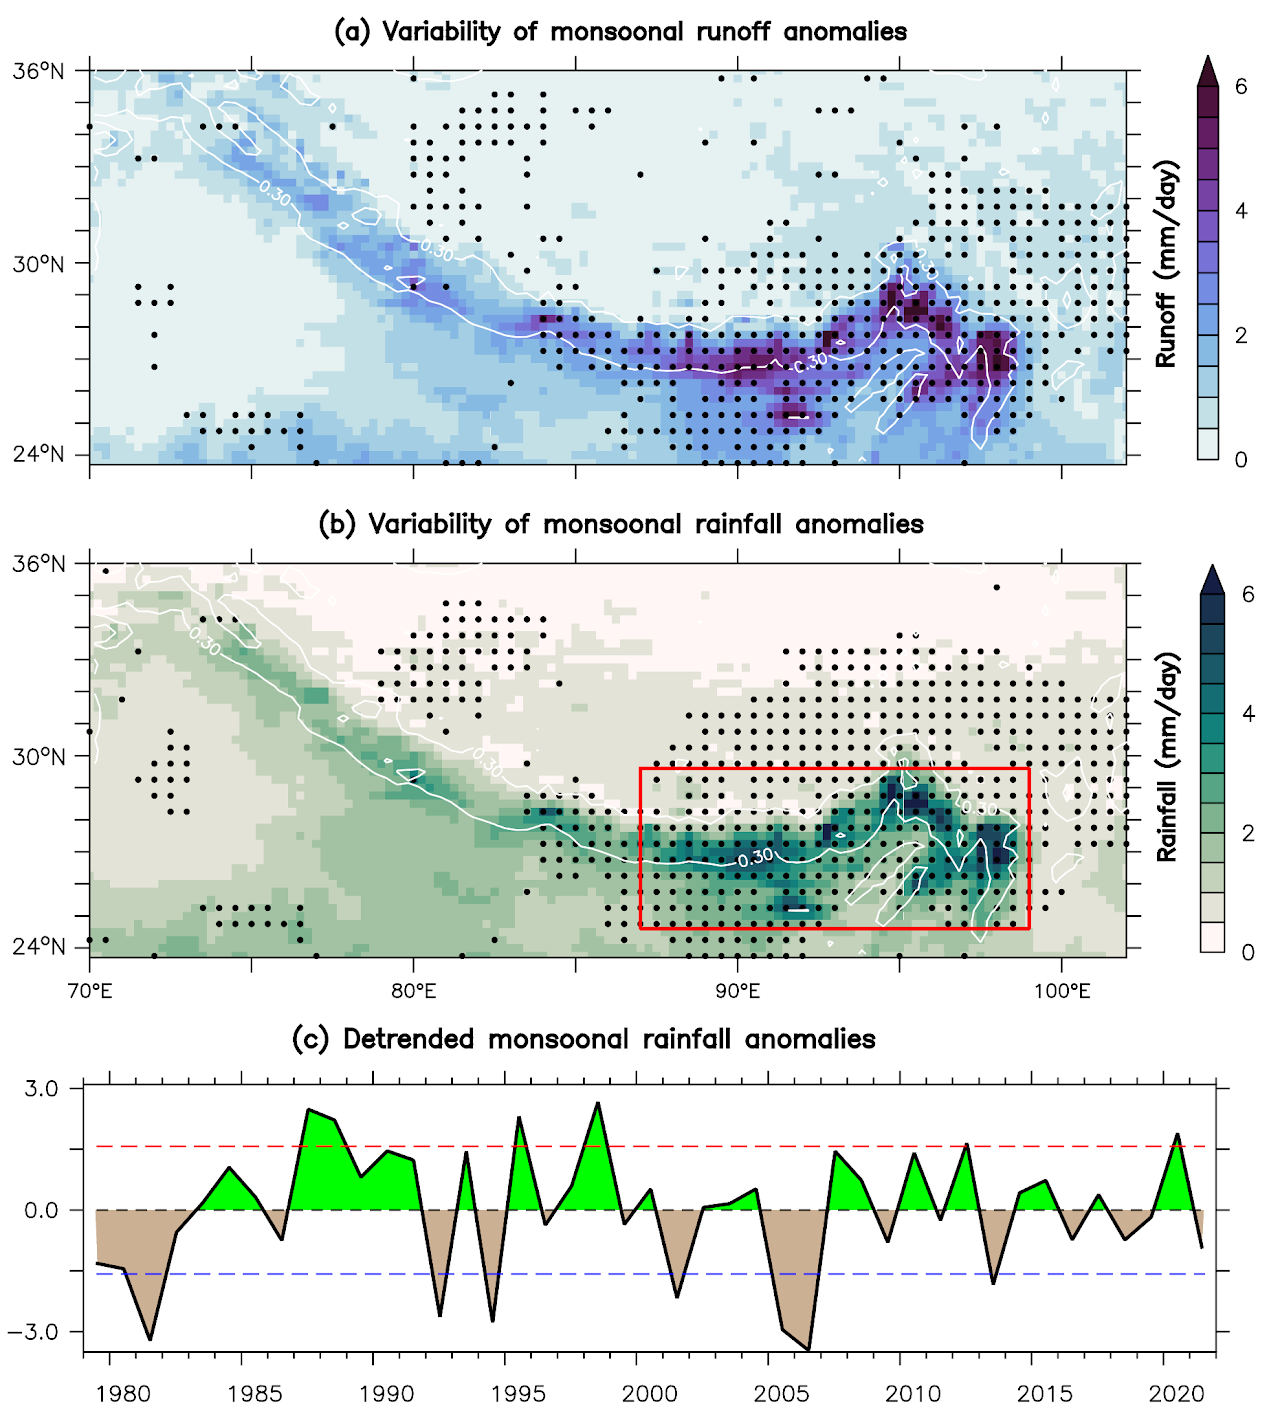 (a) Variability of monsoonal runoff anomalies
36°N
30°N
24°N
0.30
0.30
0.30
0.30
6
4
2
0
Runoff (mm/day)
(b) Variability of monsoonal rainfall anomalies
36°N
30°N
24°N
0.30
0.30
0.30
0.30
70°E 80°E 90°E 100°E
6
4
2
0
Rainfall (mm/day)
(c) Detrended monsoonal rainfall anomalies
3.0
0.0
−3.0
1980 1985 1990 1995 2000 2005 2010 2015 2020